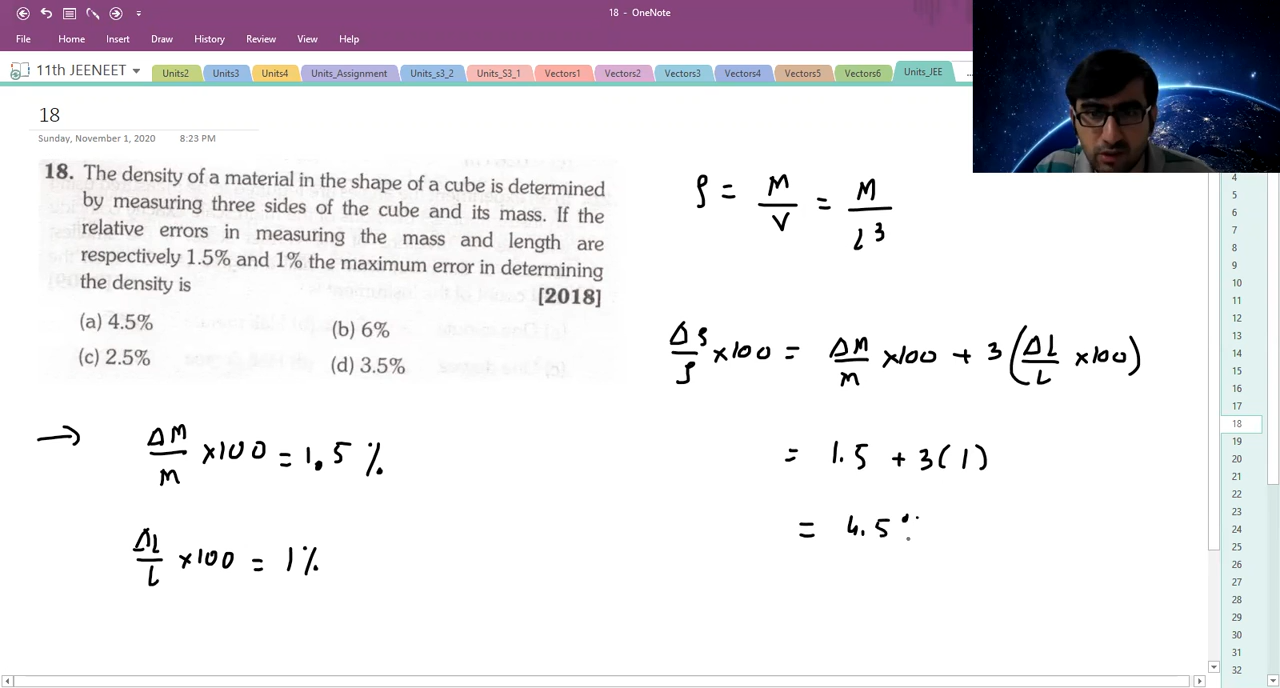 18 - OneNote
File Home Insert Draw History Review View Help
11th JEENEET Units2 Units3 Units4 Units_Assignment Units_s3_2 Units_S3_1 Vectors1 Vectors2 Vectors3 Vectors4 Vectors5 Vectors6 Units_JEE ...
18
Sunday, November 1, 2020 8:23 PM
18. The density of a material in the shape of a cube is determined
by measuring three sides of the cube and its mass. If the
relative errors in measuring the mass and length are
respectively 1.5% and 1% the maximum error in determining
the density is [2018]
(a) 4.5% (b) 6%
(c) 2.5% (d) 3.5%
→ ΔM/M ×100 = 1.5 %
ΔL/L ×100 = 1%
ρ = M/V = M/L³
Δρ/ρ ×100 = ΔM/M ×100 + 3(ΔL/L ×100)
= 1.5 + 3(1)
= 4.5
4
5
6
7
8
9
10
11
12
13
14
15
16
17
18
19
20
21
22
23
24
25
26
27
28
29
30
31
32